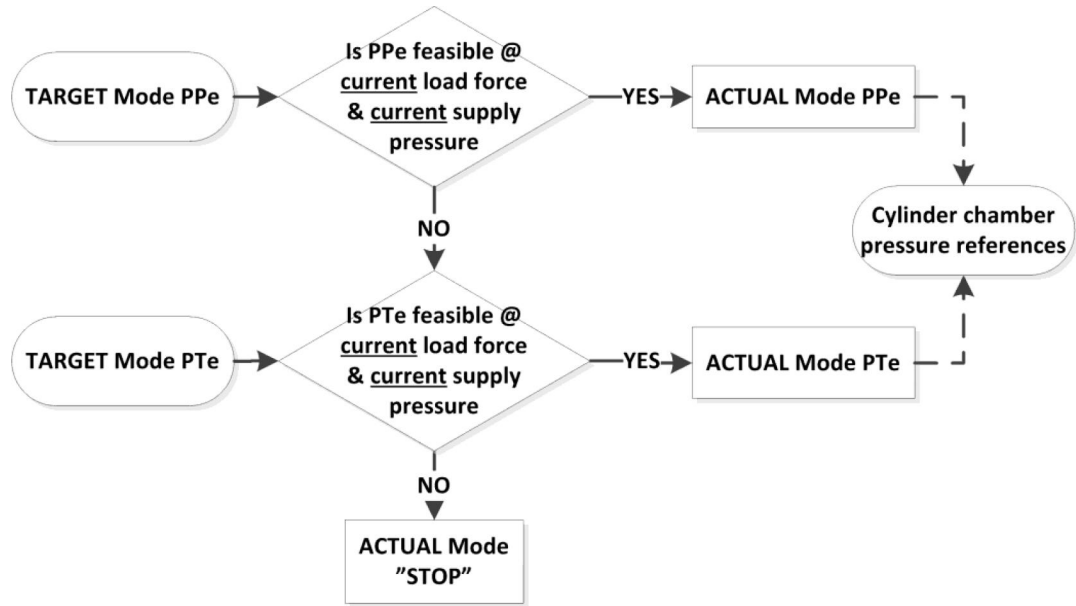 TARGET Mode PPe
Is PPe feasible @
current load force
& current supply
pressure
YES
ACTUAL Mode PPe
Cylinder chamber
pressure references
NO
TARGET Mode PTe
Is PTe feasible @
current load force
& current supply
pressure
YES
ACTUAL Mode PTe
NO
ACTUAL Mode
”STOP”